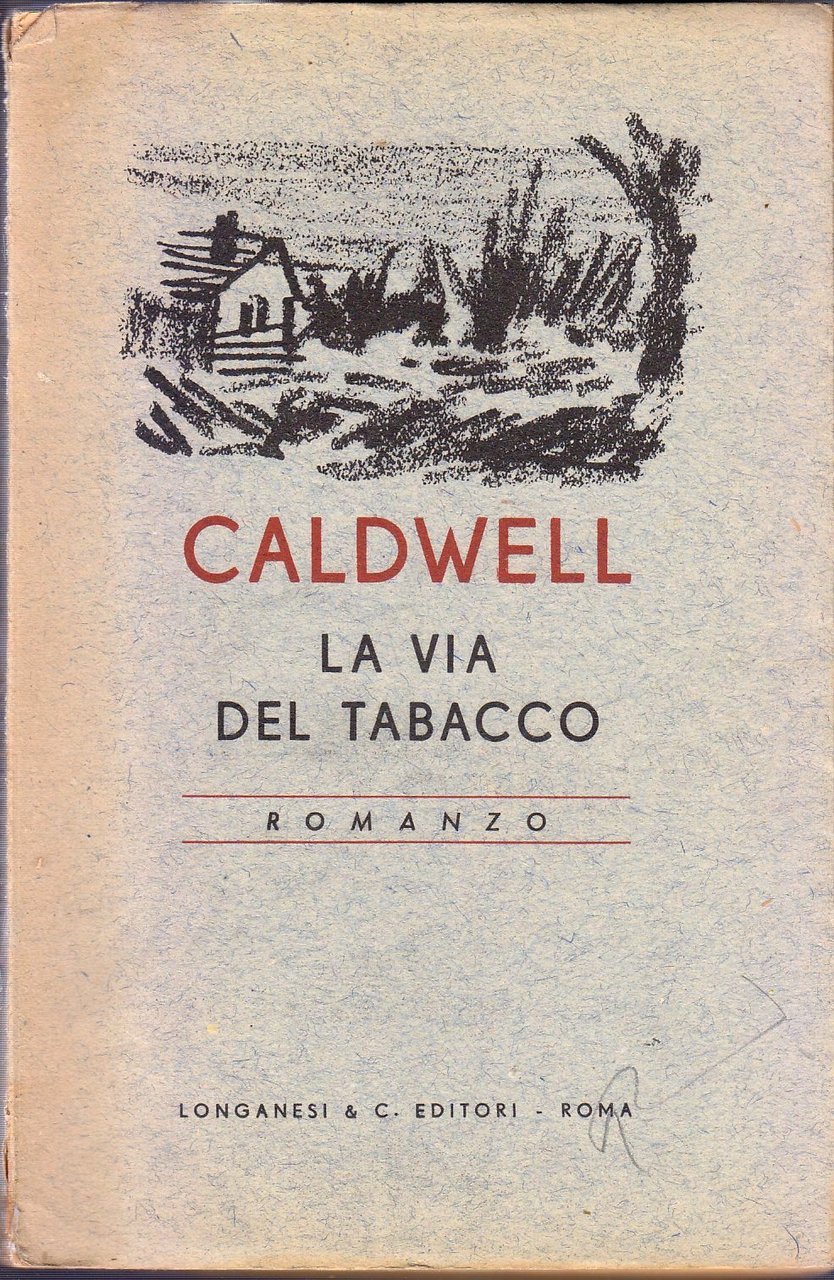 CALDWELL
LA VIA
DEL TABACCO
ROMANZO
LONGANESI & C. EDITORI - ROMA